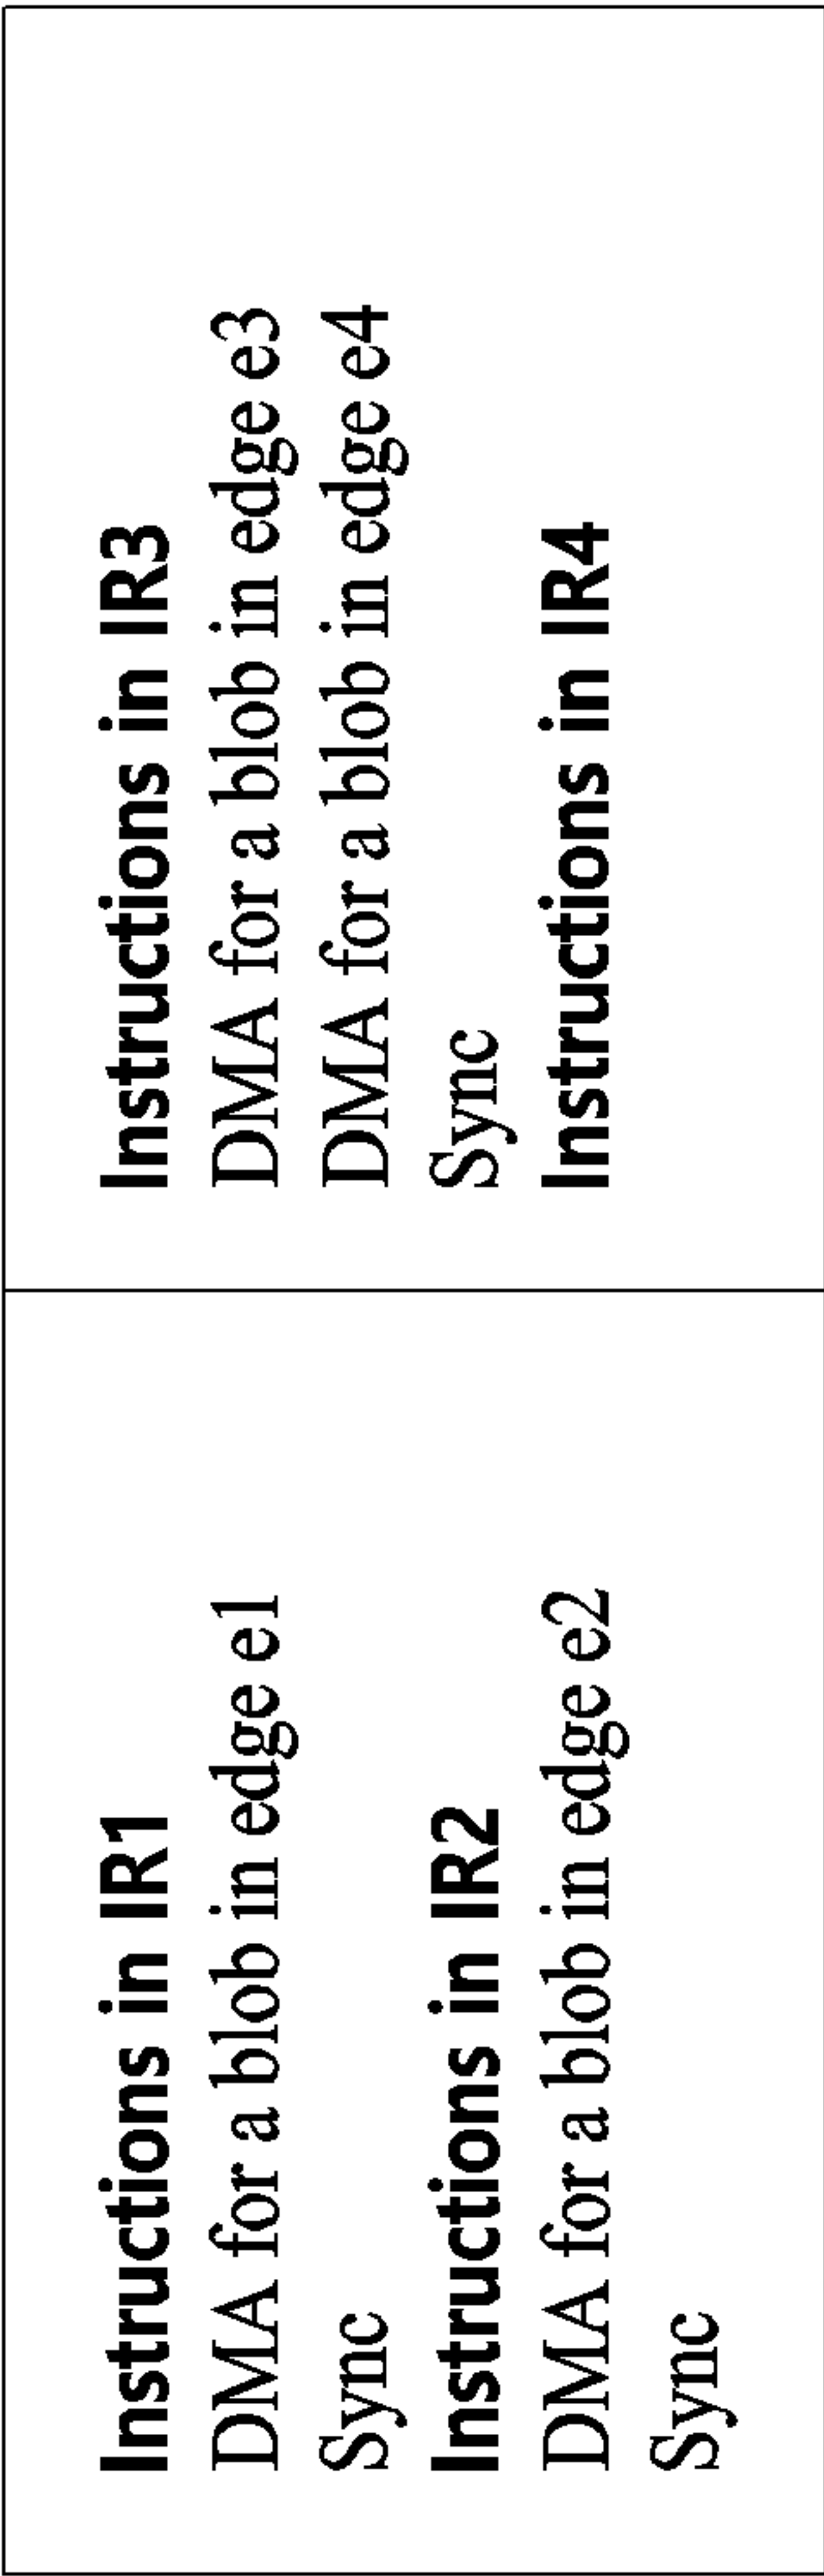 Instructions in IR1
DMA for a blob in edge e1
Sync
Instructions in IR2
DMA for a blob in edge e2
Sync
Instructions in IR3
DMA for a blob in edge e3
DMA for a blob in edge e4
Sync
Instructions in IR4